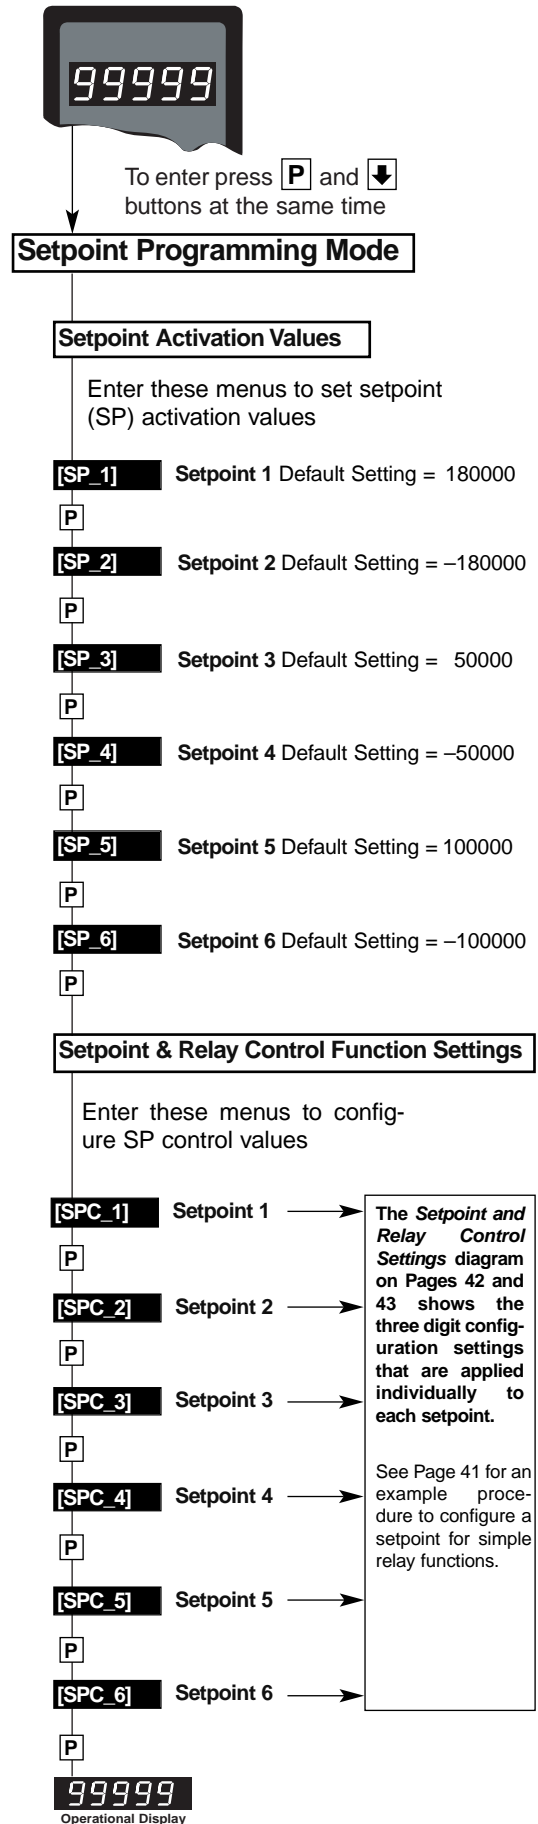 99999
To enter press P and 🡇
buttons at the same time
Setpoint Programming Mode
Setpoint Activation Values
Enter these menus to set setpoint
(SP) activation values
[SP_1] Setpoint 1 Default Setting = 180000
P
[SP_2] Setpoint 2 Default Setting = –180000
P
[SP_3] Setpoint 3 Default Setting = 50000
P
[SP_4] Setpoint 4 Default Setting = –50000
P
[SP_5] Setpoint 5 Default Setting = 100000
P
[SP_6] Setpoint 6 Default Setting = –100000
P
Setpoint & Relay Control Function Settings
Enter these menus to config-
ure SP control values
[SPC_1] Setpoint 1
P
[SPC_2] Setpoint 2
P
[SPC_3] Setpoint 3
P
[SPC_4] Setpoint 4
P
[SPC_5] Setpoint 5
P
[SPC_6] Setpoint 6
P
The Setpoint and
Relay Control
Settings diagram
on Pages 42 and
43 shows the
three digit config-
uration settings
that are applied
individually to
each setpoint.
See Page 41 for an
example proce-
dure to configure a
setpoint for simple
relay functions.
99999
Operational Display